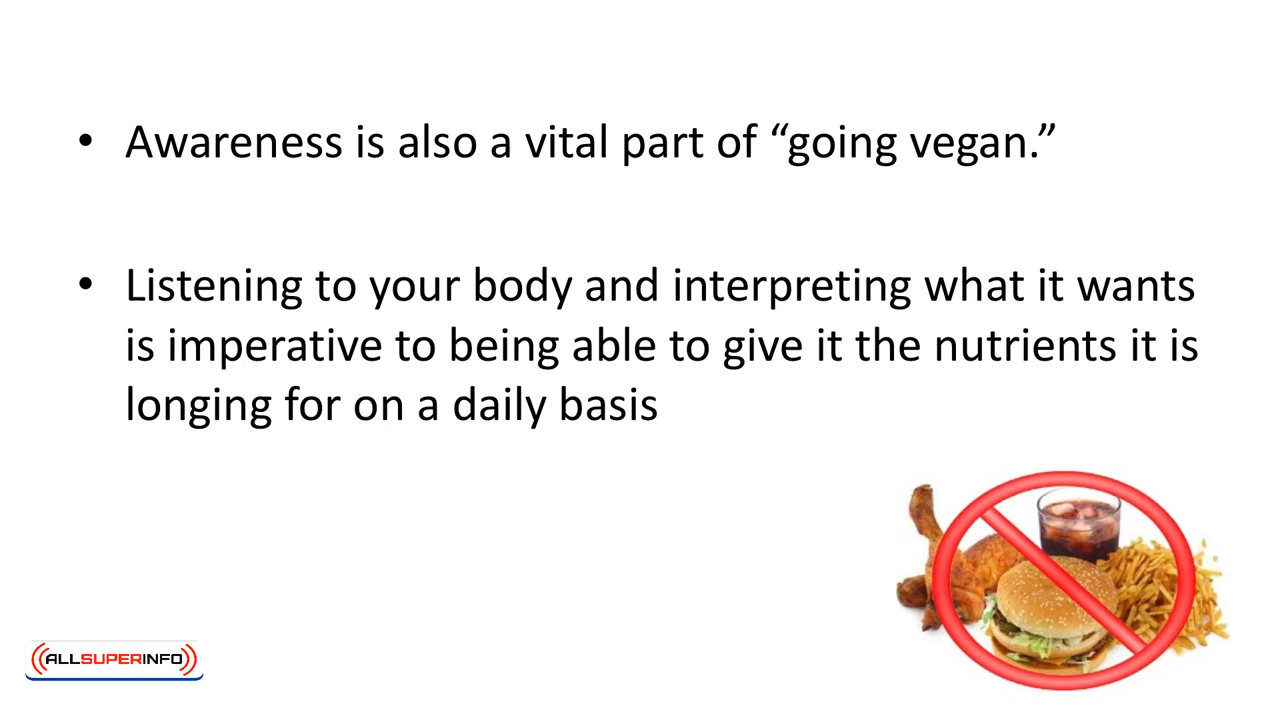 • Awareness is also a vital part of “going vegan.”
• Listening to your body and interpreting what it wants
is imperative to being able to give it the nutrients it is
longing for on a daily basis
((ALLSUPERINFO))